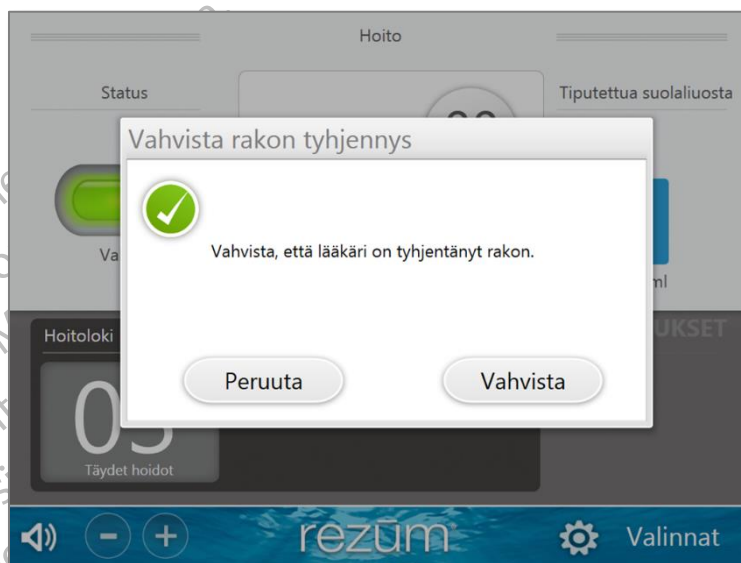 Hoito
Status
Tiputettua suolaliuosta
Vahvista rakon tyhjennys
Vahvista, että lääkäri on tyhjentänyt rakon.
ml
Hoitoloki
Peruuta
Vahvista
Täydet hoidot
rezūm
Valinnat